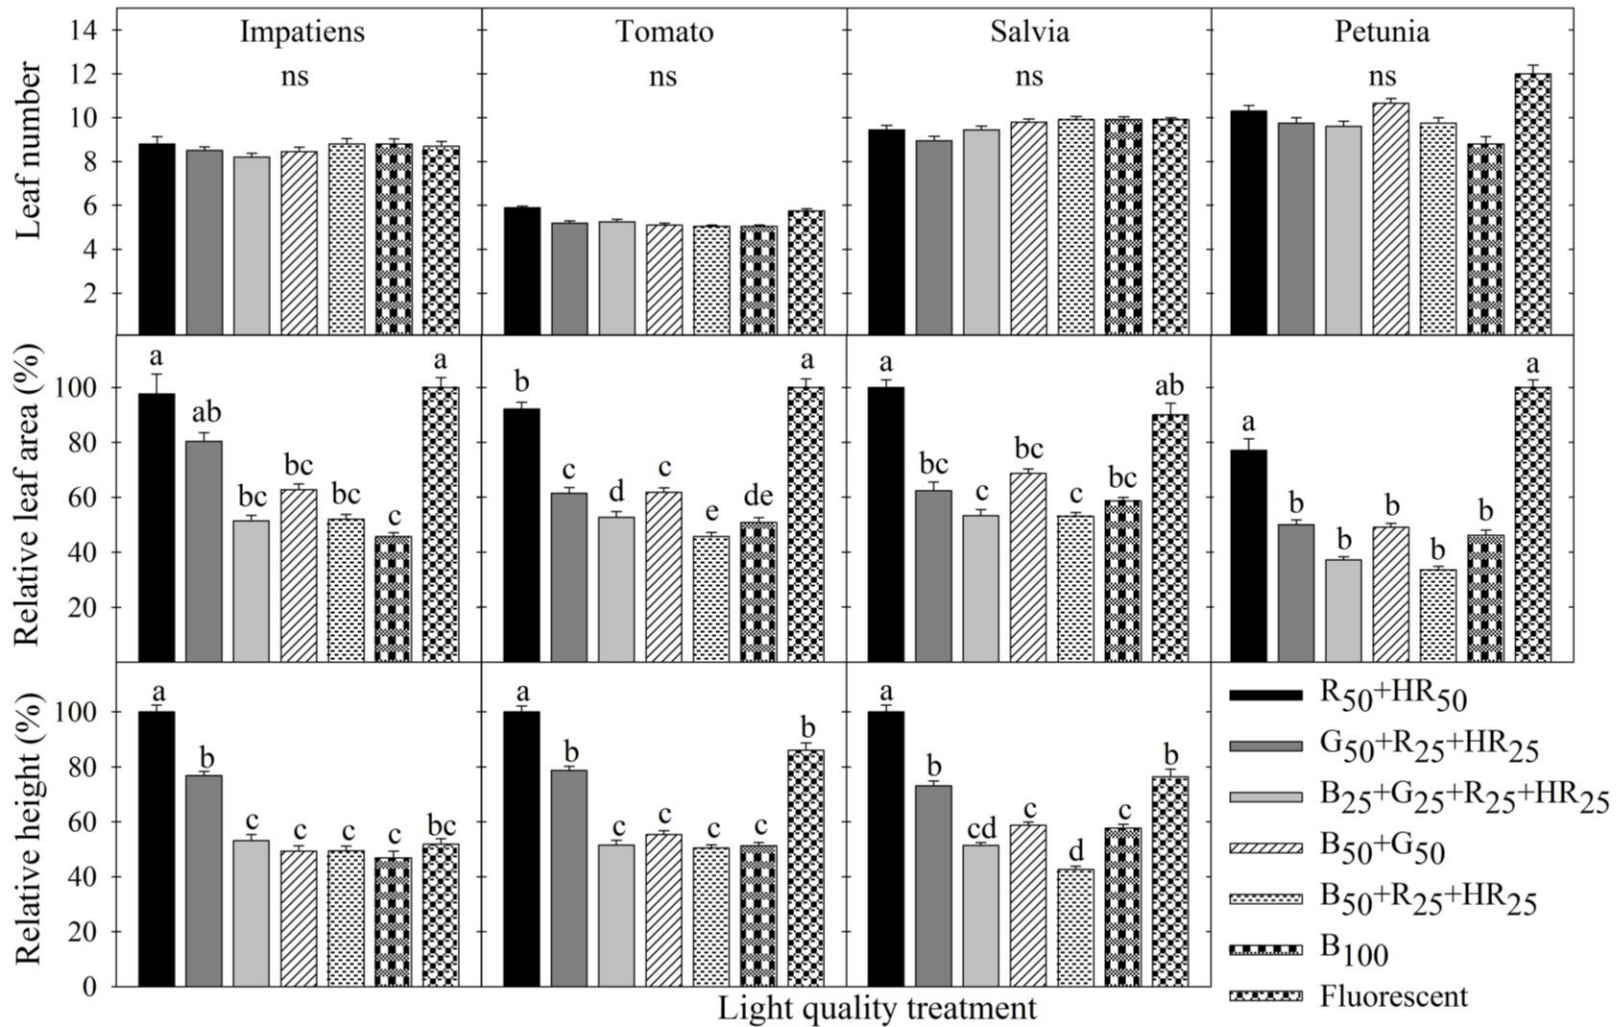 Impatiens Tomato Salvia Petunia
ns ns ns ns
Leaf number
14
12
10
8
6
4
2
Relative leaf area (%)
100
80
60
40
20
a ab bc bc bc c a
b c d c e de a
a bc c bc c bc ab
a b b b b b a
Relative height (%)
100
80
60
40
20
0
a b c c c c bc
a b c c c c b
a b cd c d c b
R50+HR50
G50+R25+HR25
B25+G25+R25+HR25
B50+G50
B50+R25+HR25
B100
Fluorescent
Light quality treatment